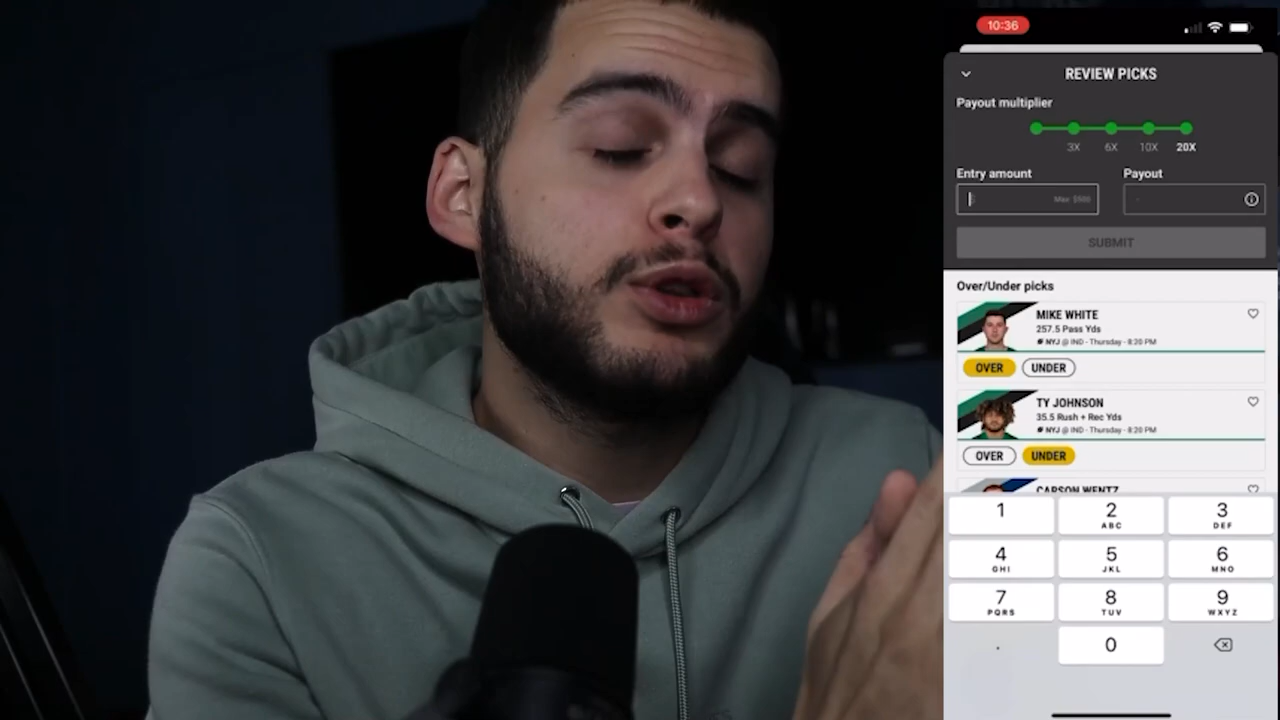 10:36
REVIEW PICKS
Payout multiplier
3X 6X 10X 20X
Entry amount Payout
Max: $500
SUBMIT
Over/Under picks
MIKE WHITE
257.5 Pass Yds
NYJ @ IND - Thursday - 8:20 PM
OVER UNDER
TY JOHNSON
35.5 Rush + Rec Yds
NYJ @ IND - Thursday - 8:20 PM
OVER UNDER
CARSON WENTZ
1 2 3
ABC DEF
4 5 6
GHI JKL MNO
7 8 9
PQRS TUV WXYZ
. 0